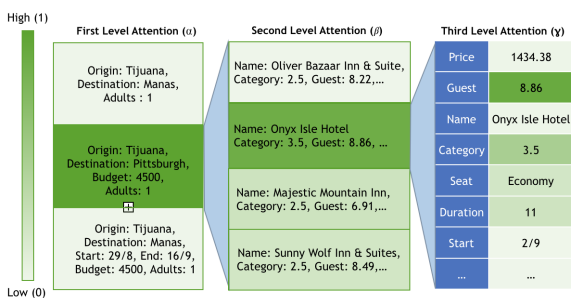 High (1)
Low (0)
First Level Attention (α)
Origin: Tijuana,
Destination: Manas,
Adults : 1
Origin: Tijuana,
Destination: Pittsburgh,
Budget: 4500,
Adults: 1
Origin: Tijuana,
Destination: Manas,
Start: 29/8, End: 16/9,
Budget: 4500, Adults: 1
Second Level Attention (β)
Name: Oliver Bazaar Inn & Suite,
Category: 2.5, Guest: 8.22,...
Name: Onyx Isle Hotel
Category: 3.5, Guest: 8.86, ...
Name: Majestic Mountain Inn,
Category: 2.5, Guest: 6.91,...
Name: Sunny Wolf Inn & Suites,
Category: 2.5, Guest: 8.49,...
Third Level Attention (Ɣ)
Price 1434.38
Guest 8.86
Name Onyx Isle Hotel
Category 3.5
Seat Economy
Duration 11
Start 2/9
... ...